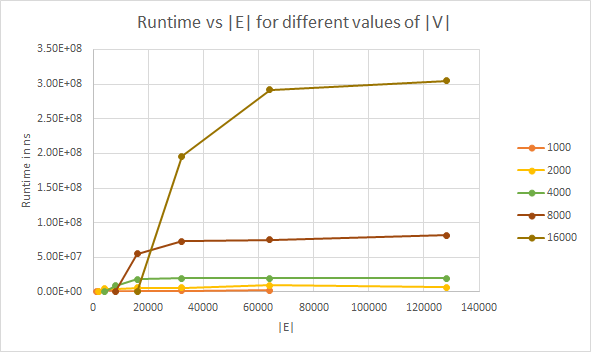 Runtime vs |E| for different values of |V|
3.50E+08
3.00E+08
2.50E+08
2.00E+08
1.50E+08
1.00E+08
5.00E+07
0.00E+00
Runtime in ns
0 20000 40000 60000 80000 100000 120000 140000
|E|
1000
2000
4000
8000
16000